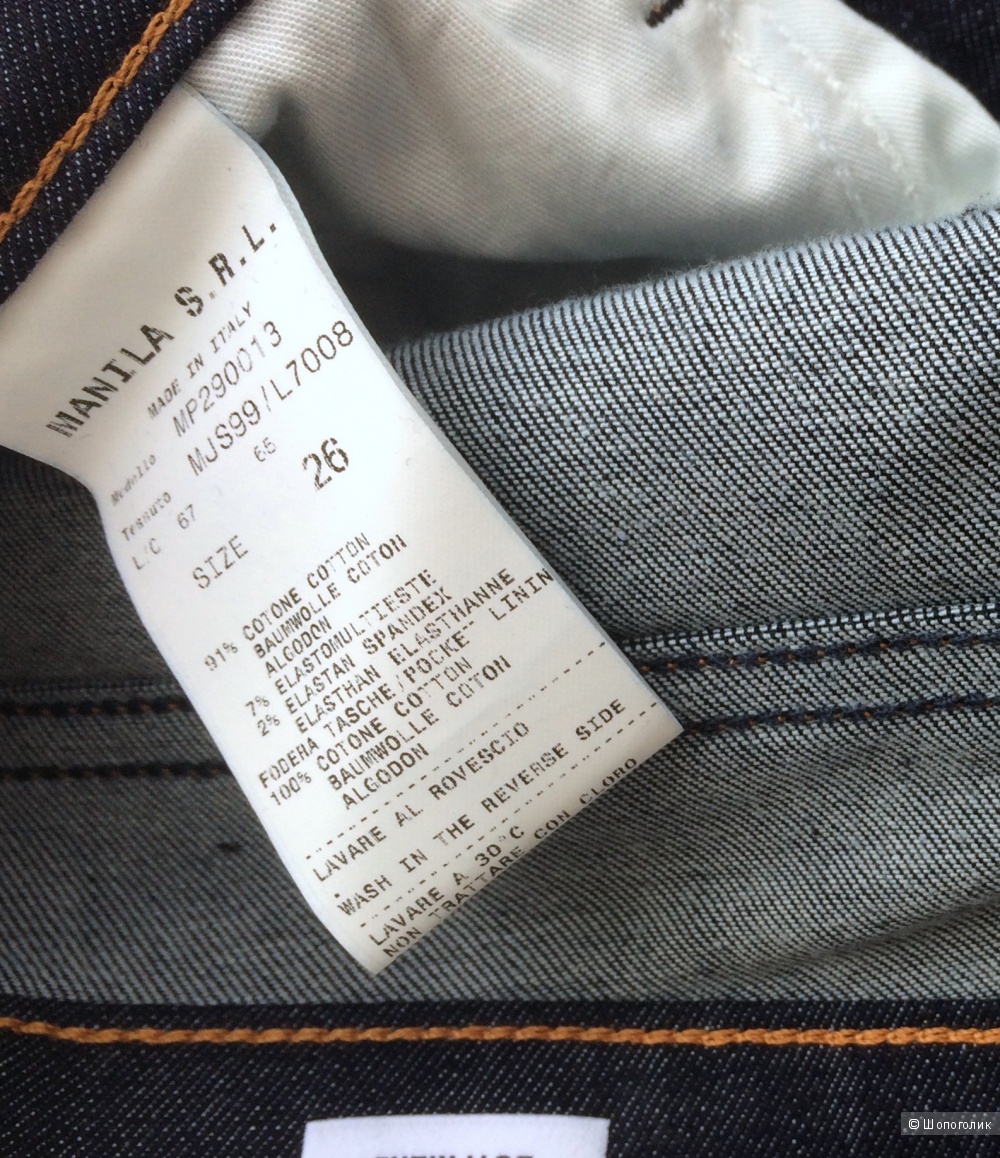 MANILA S.R.L.
MADE IN ITALY
Modello MP290013
Tessuto MJS99/L7008
L/C 67 65
SIZE 26
91% COTONE COTTON
BAUMWOLLE COTON
ALGODON
7% ELASTOMULTIESTE
2% ELASTAN SPANDEX
ELASTHAN ELASTHANNE
FODERA TASCHE/POCKE LININ
100% COTONE COTTON
BAUMWOLLE COTON
ALGODON
LAVARE AL ROVESCIO
WASH IN THE REVERSE SIDE
LAVARE A 30°C
NON TRATTARE CON CLORO
© Шопоголик